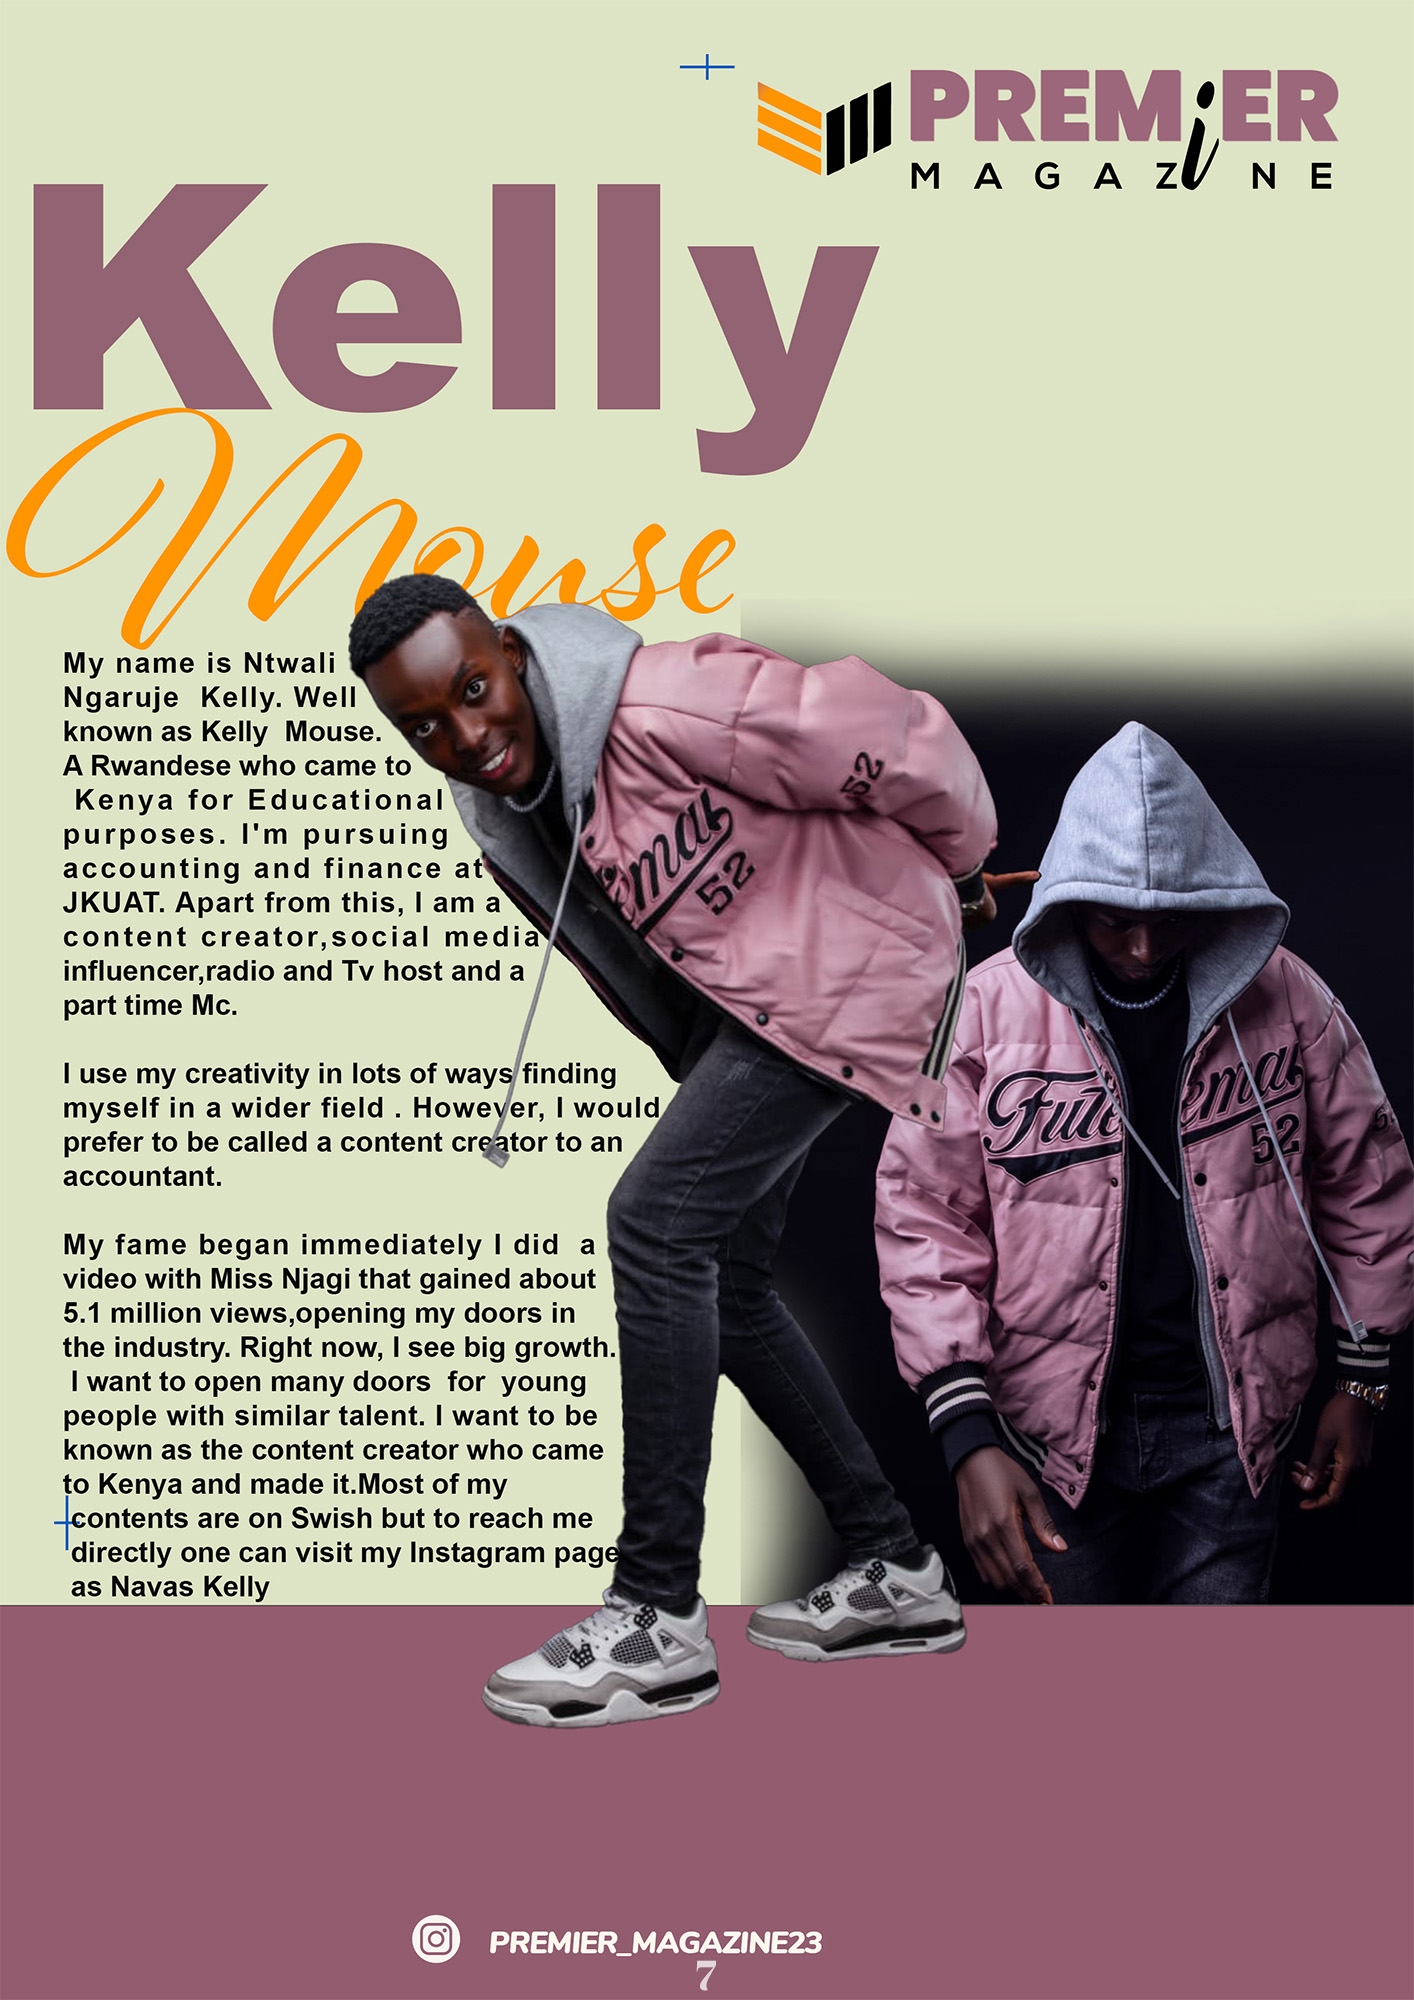 PREMiER
MAGAZiNE
Kelly
Mouse
My name is Ntwali
Ngaruje Kelly. Well
known as Kelly Mouse.
A Rwandese who came to
Kenya for Educational
purposes. I'm pursuing
accounting and finance at
JKUAT. Apart from this, I am a
content creator,social media
influencer,radio and Tv host and a
part time Mc.
I use my creativity in lots of ways finding
myself in a wider field . However, I would
prefer to be called a content creator to an
accountant.
My fame began immediately I did a
video with Miss Njagi that gained about
5.1 million views,opening my doors in
the industry. Right now, I see big growth.
I want to open many doors for young
people with similar talent. I want to be
known as the content creator who came
to Kenya and made it.Most of my
contents are on Swish but to reach me
directly one can visit my Instagram page
as Navas Kelly
52
52
52
52
PREMIER_MAGAZINE23
7